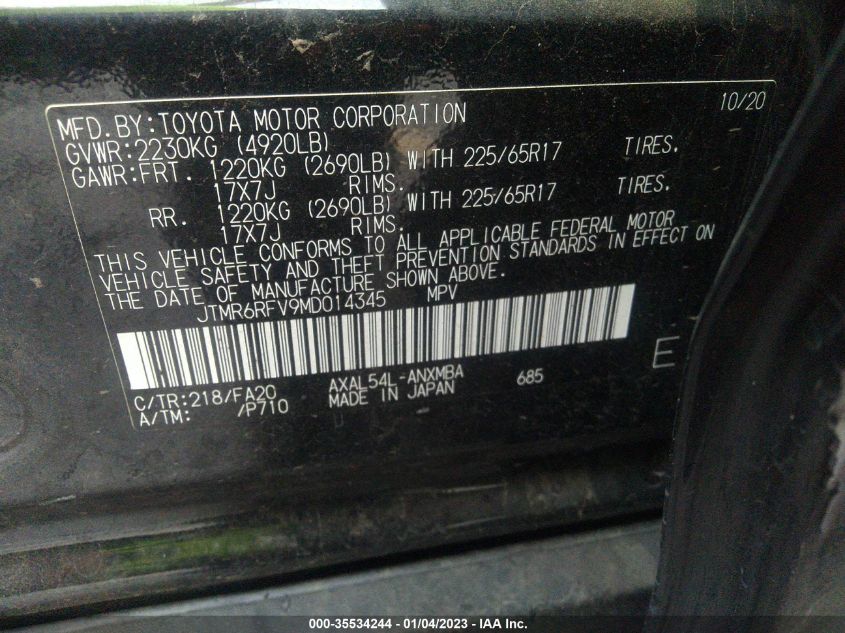 MFD. BY: TOYOTA MOTOR CORPORATION 10/20
GVWR: 2230KG (4920LB)
GAWR: FRT. 1220KG (2690LB) WITH 225/65R17 TIRES.
17X7J RIMS.
RR. 1220KG (2690LB) WITH 225/65R17 TIRES.
17X7J RIMS.
THIS VEHICLE CONFORMS TO ALL APPLICABLE FEDERAL MOTOR
VEHICLE SAFETY AND THEFT PREVENTION STANDARDS IN EFFECT ON
THE DATE OF MANUFACTURE SHOWN ABOVE.
JTMR6RFV9MD014345 MPV
E
C/TR: 218/FA20 AXAL54L-ANXMBA 685
A/TM: /P710 MADE IN JAPAN
000-35534244 — 01/04/2023 — IAA Inc.